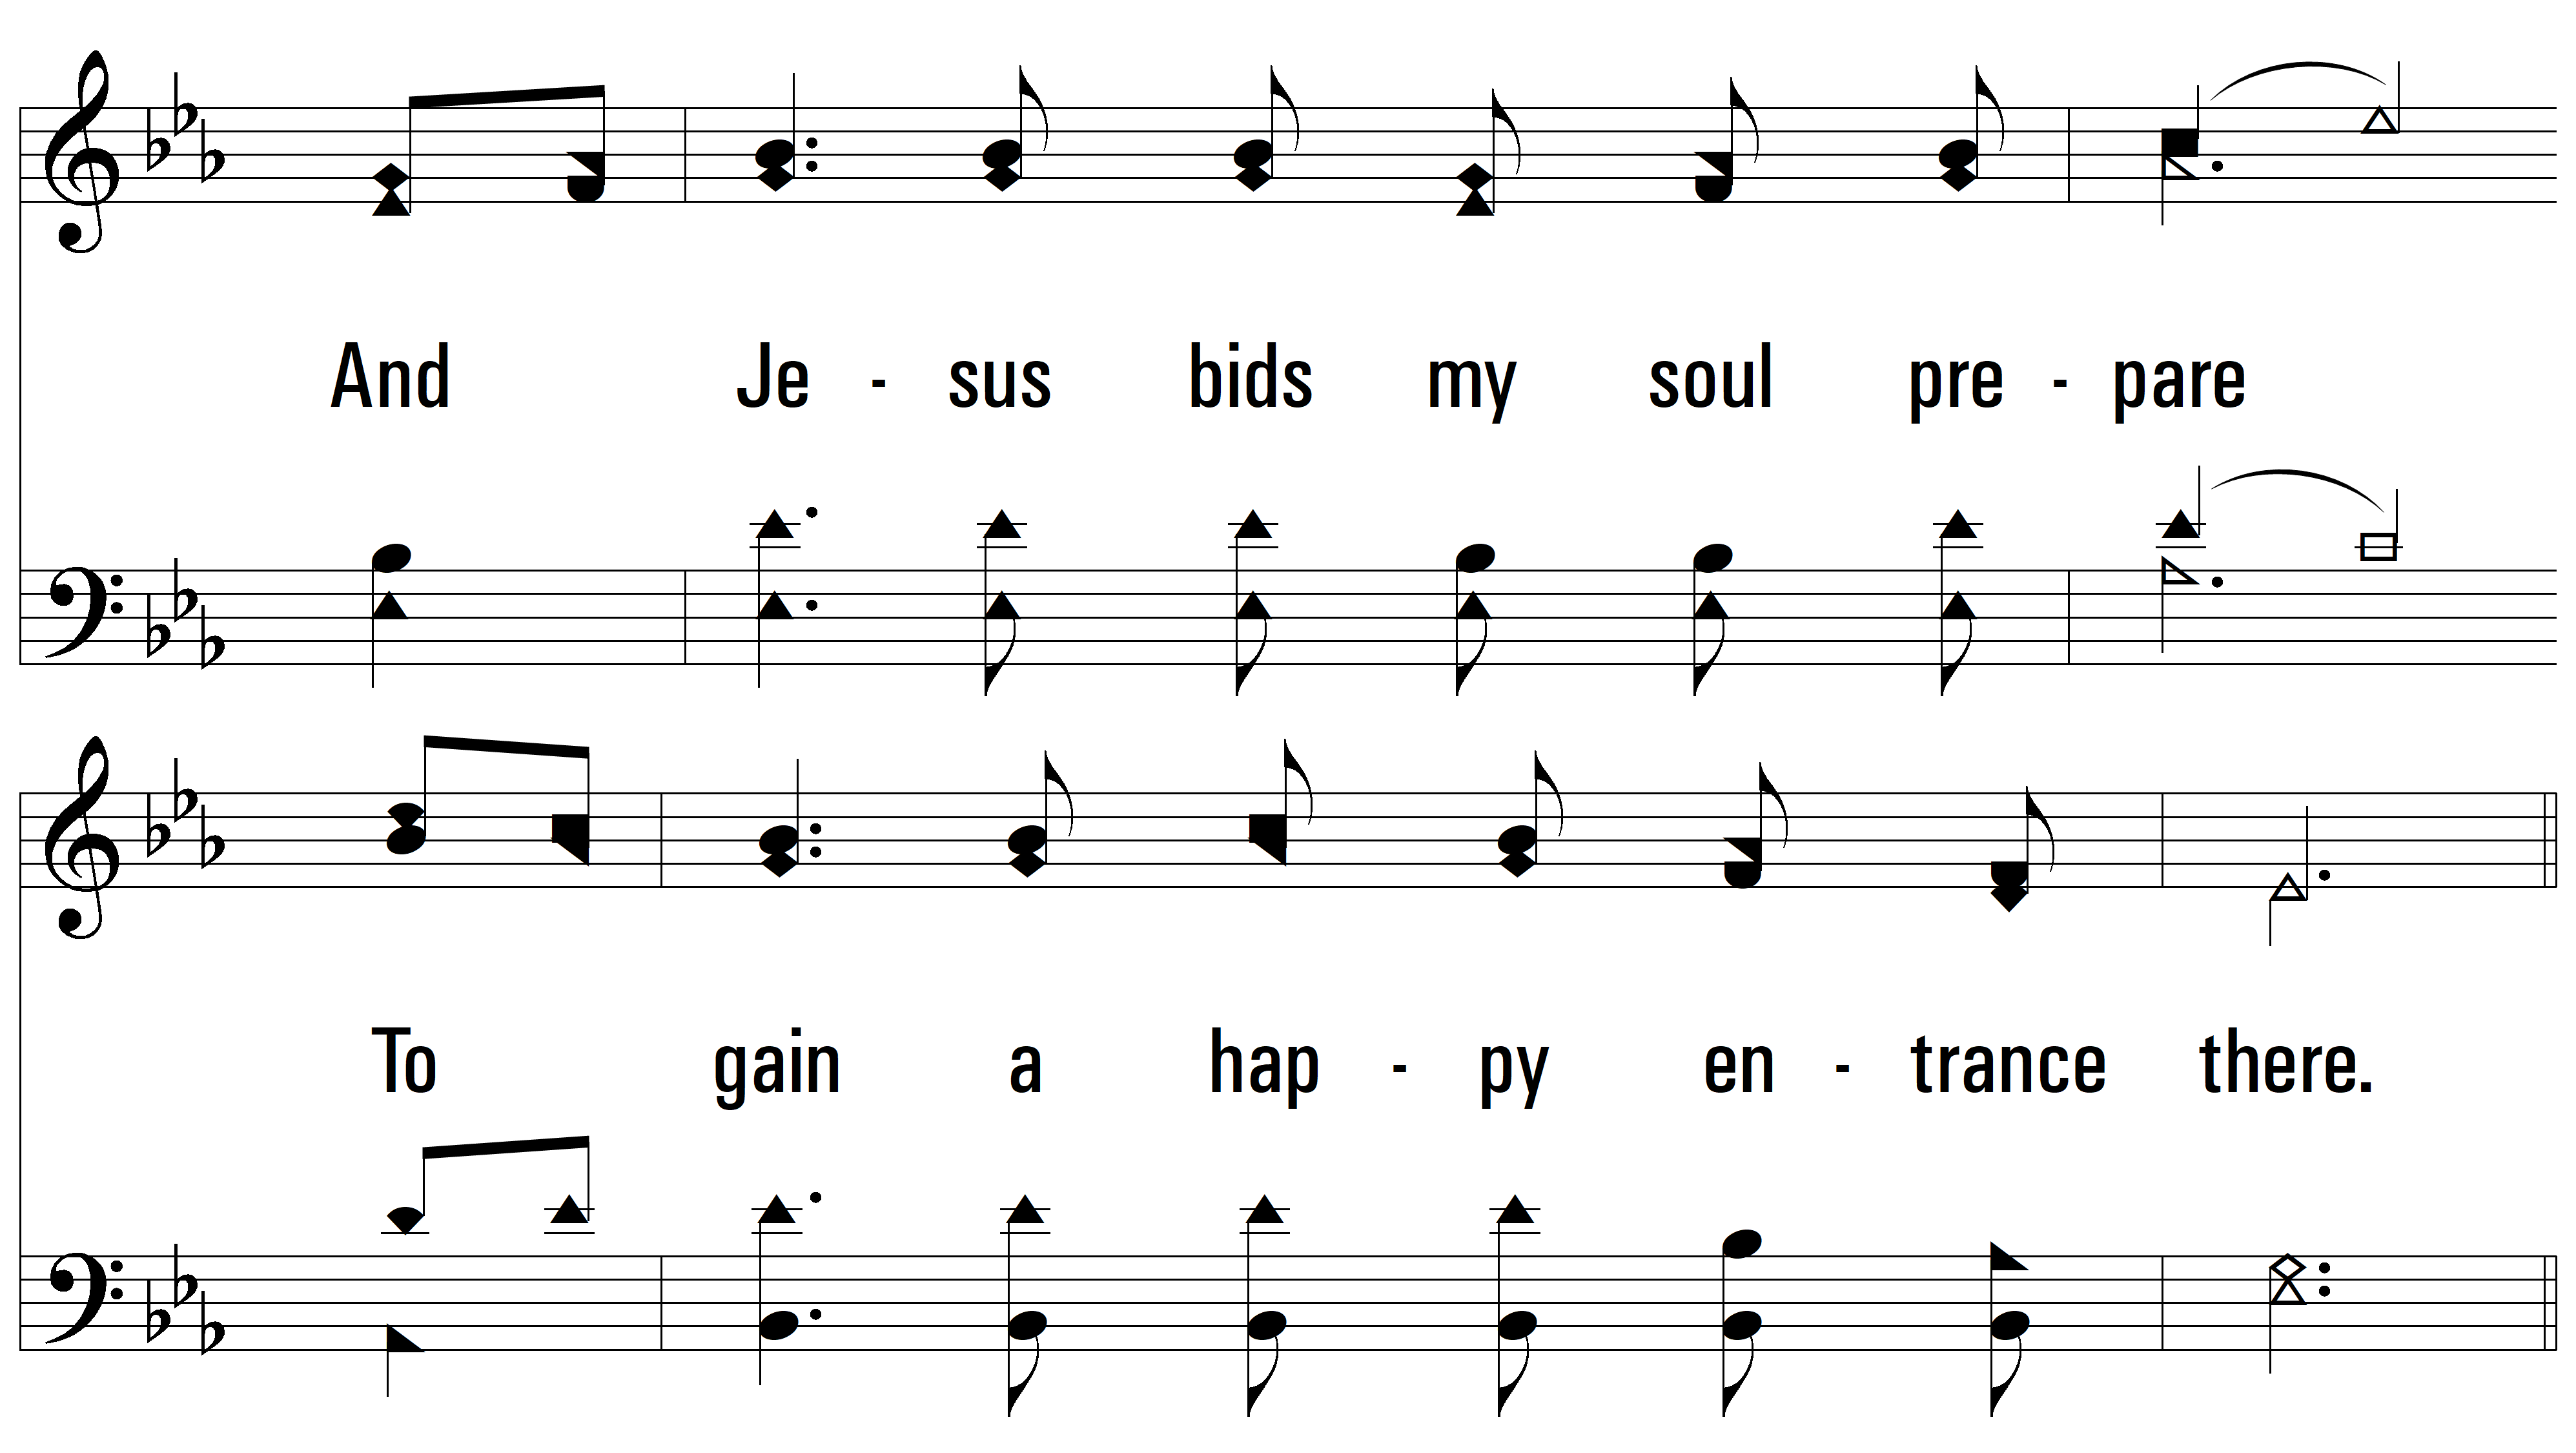 And Je - sus bids my soul pre - pare
To gain a hap - py en - trance there.